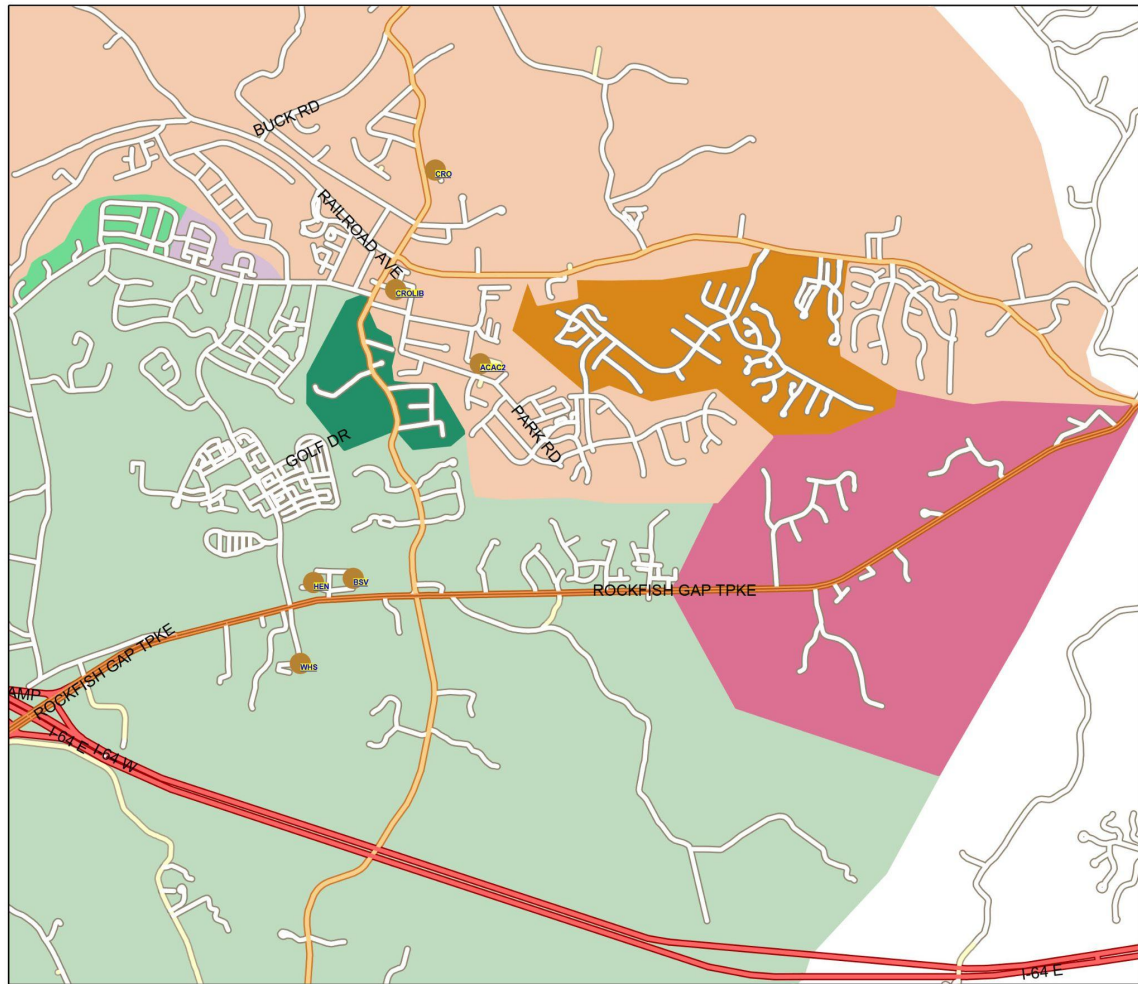 BUCK RD
CRO
RAILROAD AVE
CROLIB
ACAC2
PARK RD
GOLF DR
HEN
BSV
ROCKFISH GAP TPKE
ROCKFISH GAP TPKE
WHS
AMP
I-64 E
I-64 W
I-64 E